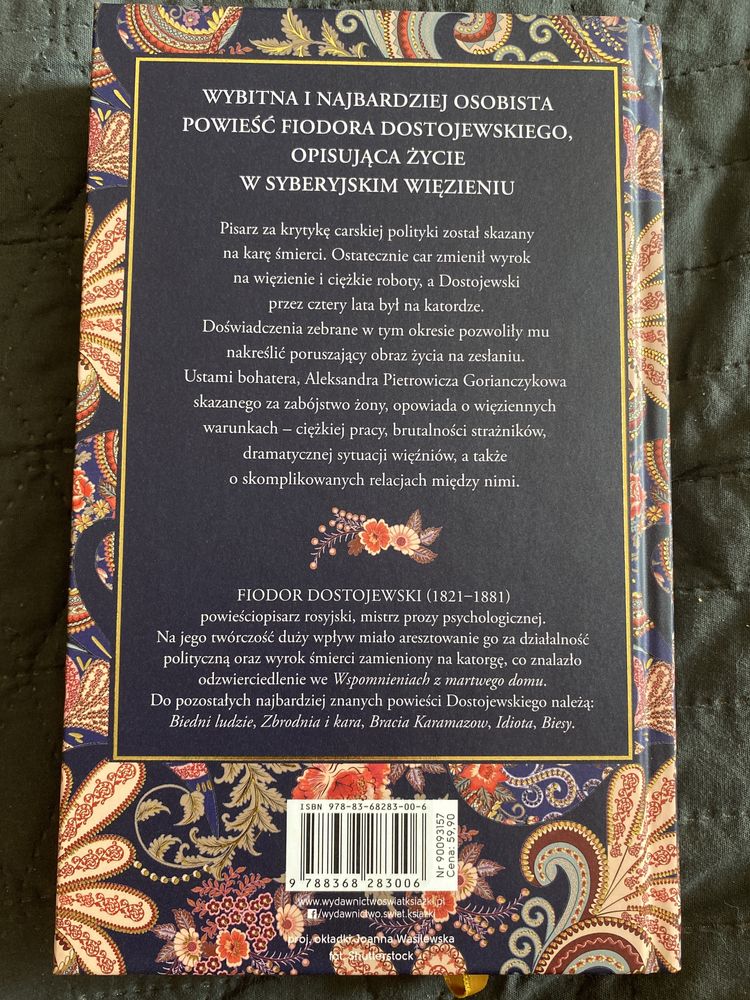 WYBITNA I NAJBARDZIEJ OSOBISTA
POWIEŚĆ FIODORA DOSTOJEWSKIEGO,
OPISUJĄCA ŻYCIE
W SYBERYJSKIM WIĘZIENIU
Pisarz za krytykę carskiej polityki został skazany
na karę śmierci. Ostatecznie car zmienił wyrok
na więzienie i ciężkie roboty, a Dostojewski
przez cztery lata był na katordze.
Doświadczenia zebrane w tym okresie pozwoliły mu
nakreślić poruszający obraz życia na zesłaniu.
Ustami bohatera, Aleksandra Pietrowicza Gorianczykowa
skazanego za zabójstwo żony, opowiada o więziennych
warunkach – ciężkiej pracy, brutalności strażników,
dramatycznej sytuacji więźniów, a także
o skomplikowanych relacjach między nimi.
FIODOR DOSTOJEWSKI (1821–1881)
powieściopisarz rosyjski, mistrz prozy psychologicznej.
Na jego twórczość duży wpływ miało aresztowanie go za działalność
polityczną oraz wyrok śmierci zamieniony na katorgę, co znalazło
odzwierciedlenie we Wspomnieniach z martwego domu.
Do pozostałych najbardziej znanych powieści Dostojewskiego należą:
Biedni ludzie, Zbrodnia i kara, Bracia Karamazow, Idiota, Biesy.
ISBN 978-83-68283-00-6
9 788368 283006
Nr 90093157
Cena: 59,90
www.wydawnictwoswiatksiazki.pl
/wydawnictwo.swiat.ksiazki
proj. okładki Joanna Wasilewska
fot. Shutterstock